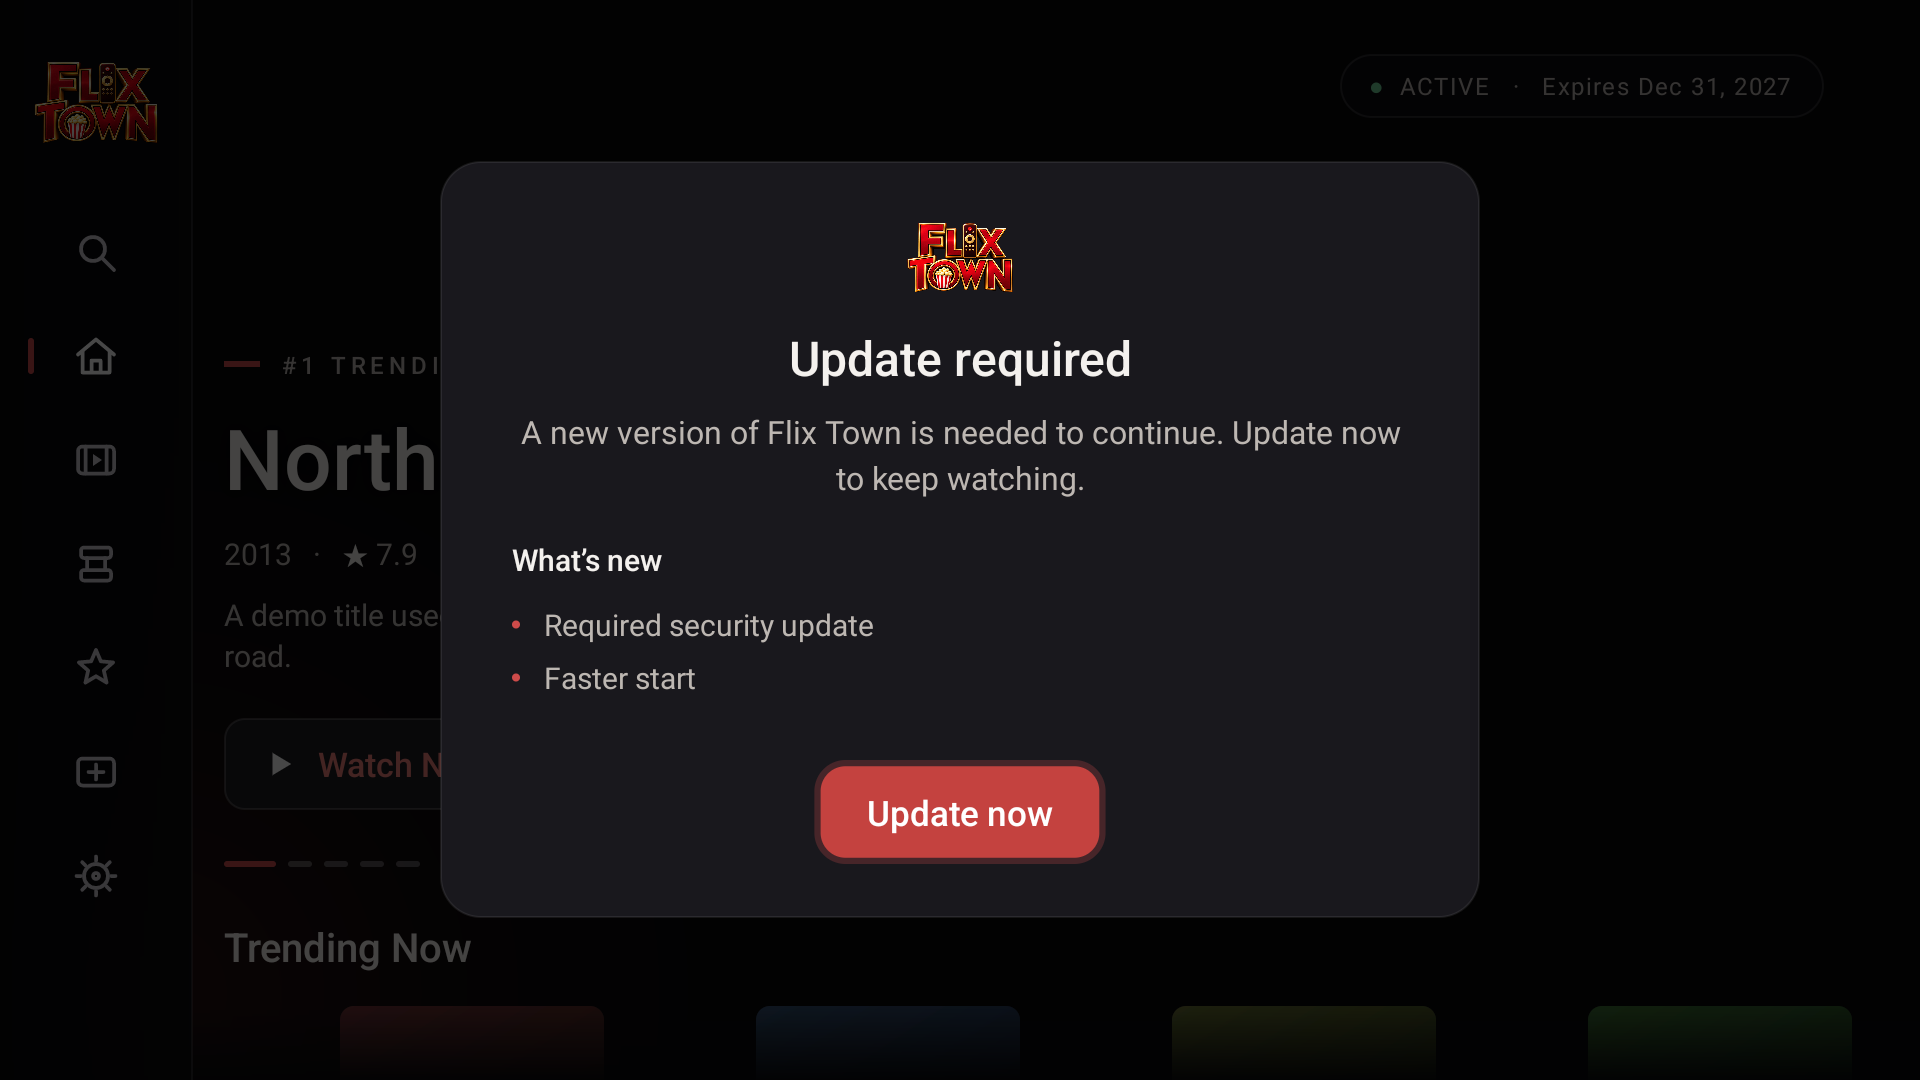 FLIX
TOWN
ACTIVE · Expires Dec 31, 2027
FLIX
TOWN
Update required
A new version of Flix Town is needed to continue. Update now
to keep watching.
What’s new
• Required security update
• Faster start
Update now
#1 TRENDI
North
2013 · ★ 7.9
A demo title use
road.
Watch N
Trending Now